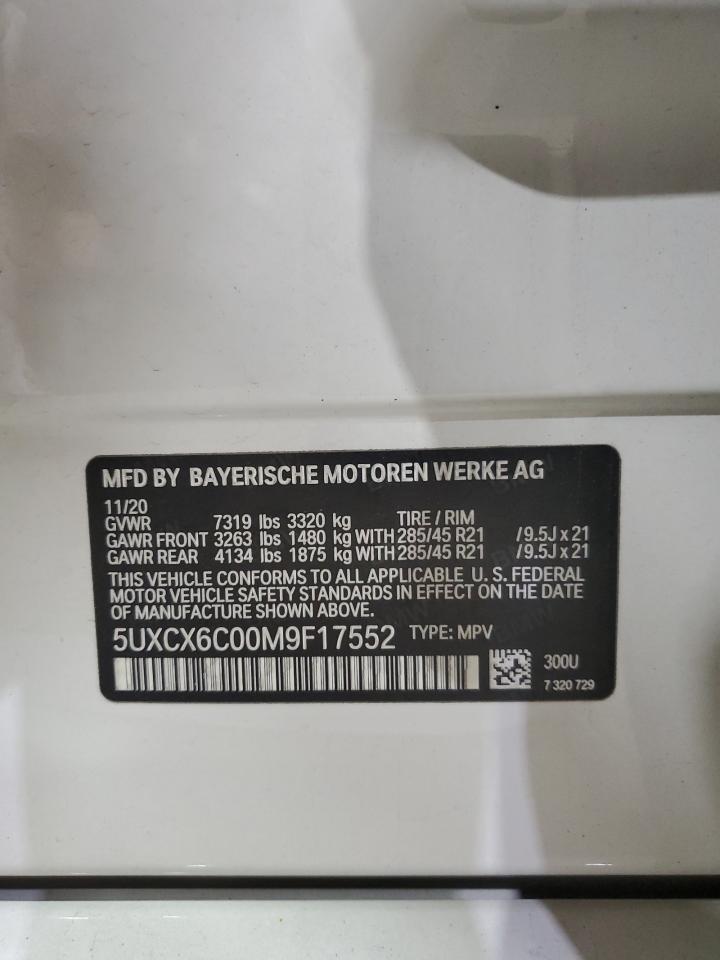 MFD BY BAYERISCHE MOTOREN WERKE AG
11/20
GVWR 7319 lbs 3320 kg TIRE / RIM
GAWR FRONT 3263 lbs 1480 kg WITH 285/45 R21 /9.5J x 21
GAWR REAR 4134 lbs 1875 kg WITH 285/45 R21 /9.5J x 21
THIS VEHICLE CONFORMS TO ALL APPLICABLE U. S. FEDERAL
MOTOR VEHICLE SAFETY STANDARDS IN EFFECT ON THE DATE
OF MANUFACTURE SHOWN ABOVE.
5UXCX6C00M9F17552 TYPE: MPV
300U
7 320 729